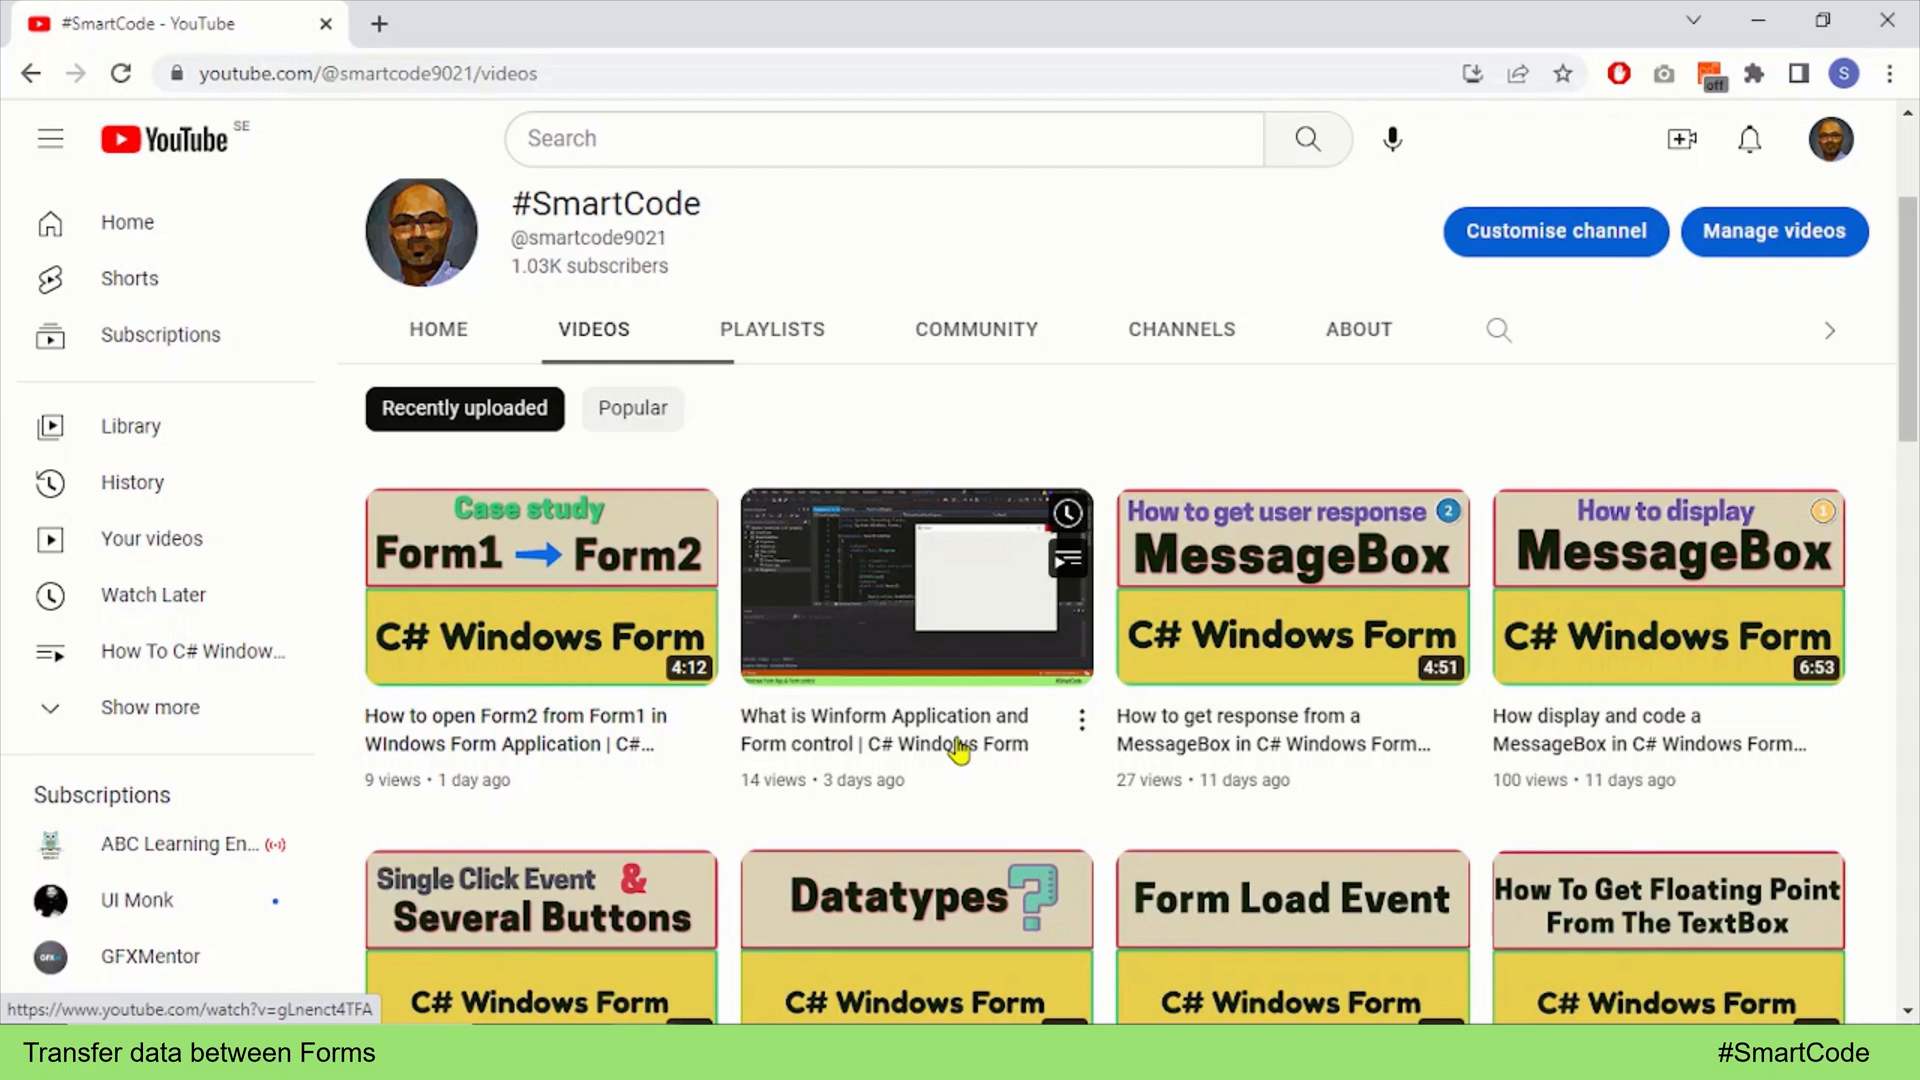 #SmartCode - YouTube
youtube.com/@smartcode9021/videos
off
S
YouTube SE
Search
#SmartCode
@smartcode9021
1.03K subscribers
Customise channel
Manage videos
HOME VIDEOS PLAYLISTS COMMUNITY CHANNELS ABOUT
Recently uploaded
Popular
Home
Shorts
Subscriptions
Library
History
Your videos
Watch Later
How To C# Window...
Show more
Subscriptions
ABC Learning En...
UI Monk
GFXMentor
Case study
Form1 Form2
C# Windows Form
4:12
How to open Form2 from Form1 in
WIndows Form Application | C#...
9 views • 1 day ago
#SmartCode
What is Winform Application and
Form control | C# Windows Form
14 views • 3 days ago
How to get user response 2
MessageBox
C# Windows Form
4:51
How to get response from a
MessageBox in C# Windows Form...
27 views • 11 days ago
How to display 1
MessageBox
C# Windows Form
6:53
How display and code a
MessageBox in C# Windows Form...
100 views • 11 days ago
Single Click Event &
Several Buttons
C# Windows Form
Datatypes?
C# Windows Form
Form Load Event
C# Windows Form
How To Get Floating Point
From The TextBox
C# Windows Form
https://www.youtube.com/watch?v=gLnenct4TFA
Transfer data between Forms
#SmartCode